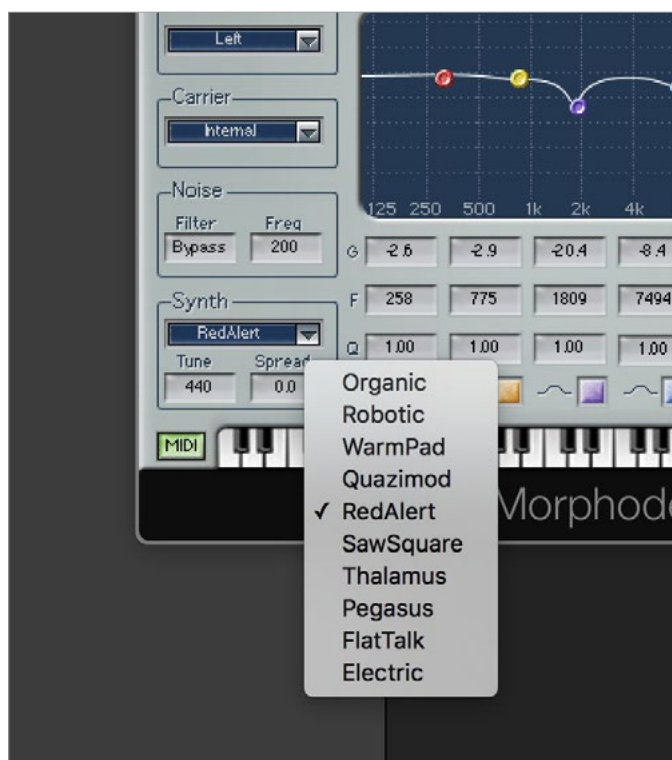 Left
Carrier
Internal
Noise
Filter Freq
Bypass 200
Synth
RedAlert
Tune Spread
440 0.0
MIDI
125 250 500 1k 2k 4k
G -2.6 -2.9 -20.4 -8.4
F 258 775 1809 7494
Q 1.00 1.00 1.00 1.00
Organic
Robotic
WarmPad
Quazimod
✓ RedAlert
SawSquare
Thalamus
Pegasus
FlatTalk
Electric
Morphode